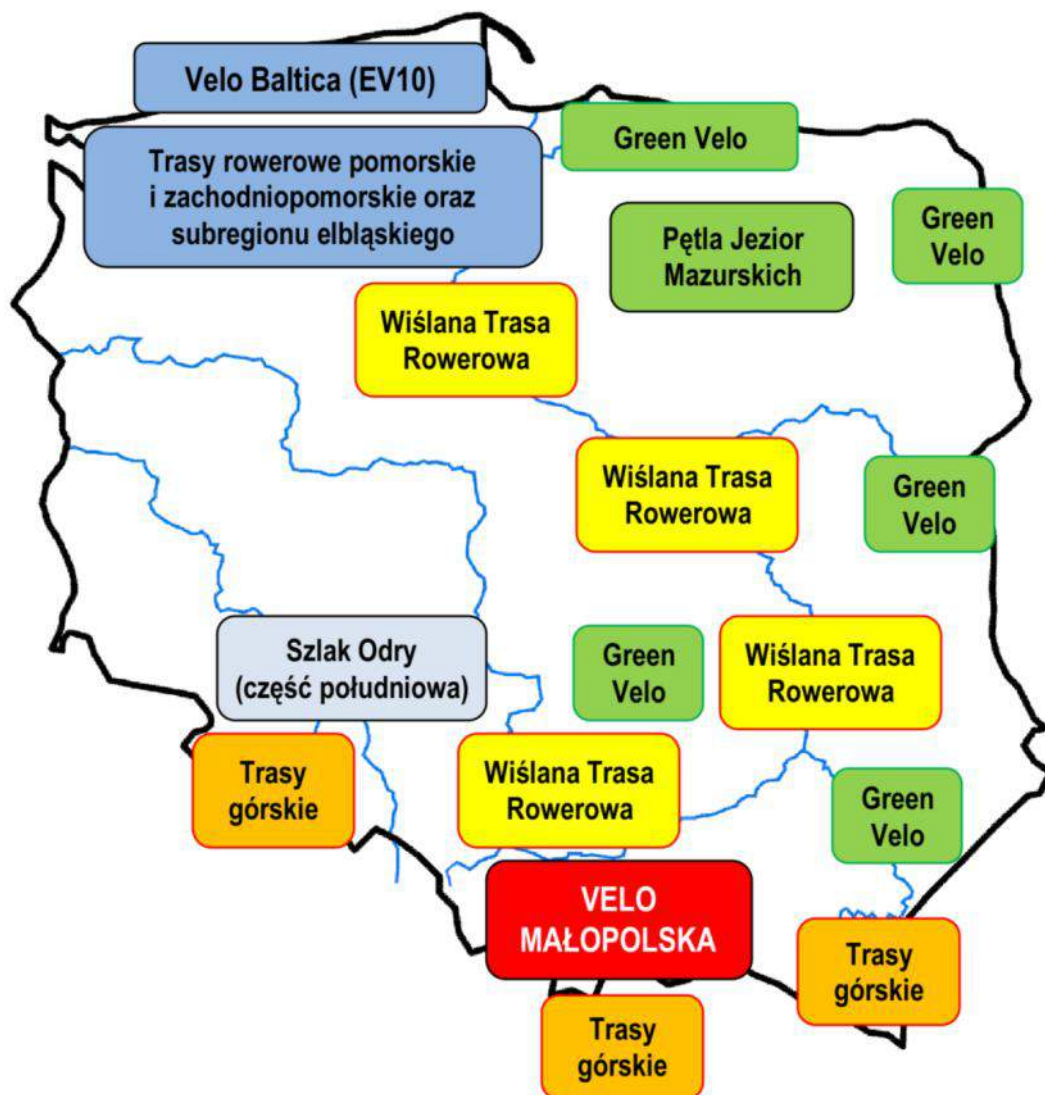 Velo Baltica (EV10)
Green Velo
Trasy rowerowe pomorskie
i zachodniopomorskie oraz
subregionu elbląskiego
Green
Velo
Pętla Jezior
Mazurskich
Wiślana Trasa
Rowerowa
Wiślana Trasa
Rowerowa
Green
Velo
Szlak Odry
(część południowa)
Green
Velo
Wiślana Trasa
Rowerowa
Trasy
górskie
Wiślana Trasa
Rowerowa
Green
Velo
VELO
MAŁOPOLSKA
Trasy
górskie
Trasy
górskie